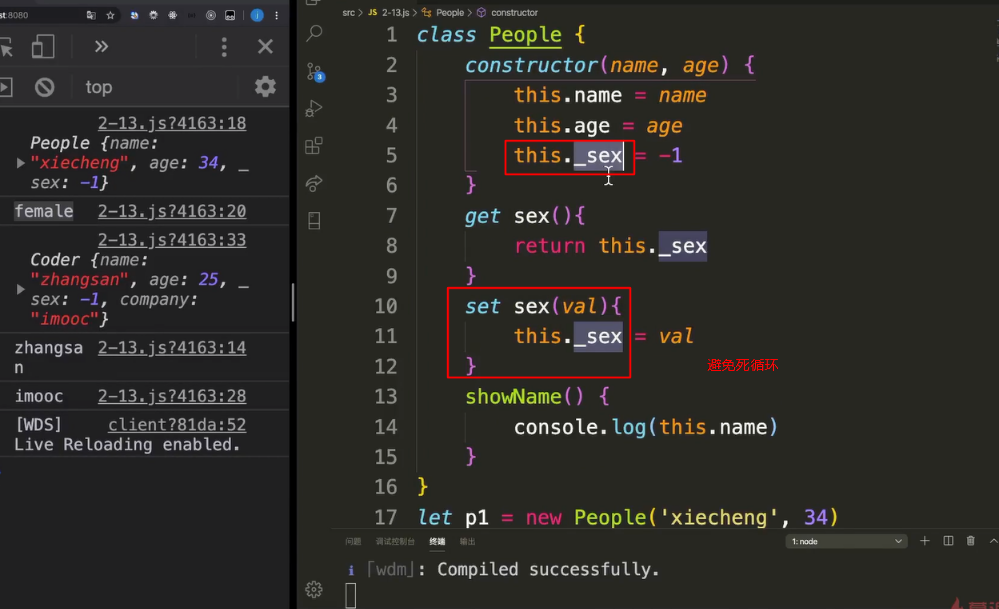 st:8080
top
2-13.js?4163:18
People {name:
"xiecheng", age: 34, _
sex: -1}
female 2-13.js?4163:20
2-13.js?4163:33
Coder {name:
"zhangsan", age: 25, _
sex: -1, company:
"imooc"}
zhangsa 2-13.js?4163:14
n
imooc 2-13.js?4163:28
[WDS] client?81da:52
Live Reloading enabled.
src > JS 2-13.js > People > constructor
3
1 class People {
2 constructor(name, age) {
3 this.name = name
4 this.age = age
5 this._sex = -1
6 }
7 get sex(){
8 return this._sex
9 }
10 set sex(val){
11 this._sex = val
12 }
避免死循环
13 showName() {
14 console.log(this.name)
15 }
16 }
17 let p1 = new People('xiecheng', 34)
问题 调试控制台 终端 输出 1: node
i ｢wdm｣: Compiled successfully.